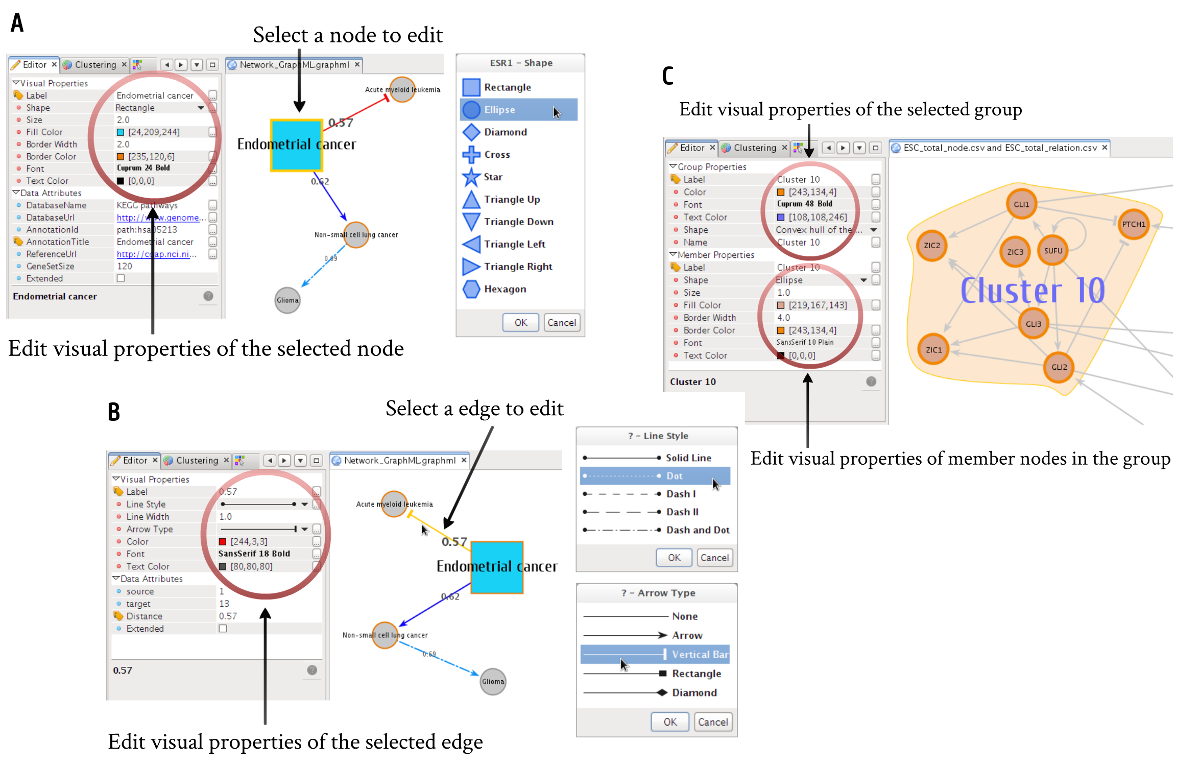 A
Select a node to edit
Editor
Clustering
Network_GraphML.graphml
Visual Properties
Label Endometrial cancer
Shape Rectangle
Size 2.0
Fill Color [24,209,244]
Border Width 2.0
Border Color [235,120,6]
Font Cuprum 24 Bold
Text Color [0,0,0]
Data Attributes
DatabaseName KEGG pathways
DatabaseUrl http://www.genome...
AnnotationId path:hsa05213
AnnotationTitle Endometrial cancer
ReferenceUrl http://cgap.nci.ni...
GeneSetSize 120
Extended
Endometrial cancer
Acute myeloid leukemia
0.57
Endometrial cancer
0.62
Non-small cell lung cancer
0.69
Glioma
ESR1 - Shape
Rectangle
Ellipse
Diamond
Cross
Star
Triangle Up
Triangle Down
Triangle Left
Triangle Right
Hexagon
OK Cancel
Edit visual properties of the selected node
C
Edit visual properties of the selected group
Editor
Clustering
ESC_total_node.csv and ESC_total_relation.csv
Group Properties
Label Cluster 10
Color [243,134,4]
Font Cuprum 48 Bold
Text Color [108,108,246]
Shape Convex hull of the ...
Name Cluster 10
Member Properties
Label Cluster 10
Shape Ellipse
Size 1.0
Fill Color [219,167,143]
Border Width 4.0
Border Color [243,134,4]
Font SansSerif 10 Plain
Text Color [0,0,0]
Cluster 10
GLI1
PTCH1
ZIC2
ZIC3
SUFU
Cluster 10
GLI3
ZIC1
GLI2
Edit visual properties of member nodes in the group
B
Select a edge to edit
Editor
Clustering
Network_GraphML.graphml
Visual Properties
Label 0.57
Line Style
Line Width 1.0
Arrow Type
Color [244,3,3]
Font SansSerif 18 Bold
Text Color [80,80,80]
Data Attributes
source 1
target 13
Distance 0.57
Extended
0.57
Acute myeloid leukemia
0.57
Endometrial cancer
0.62
Non-small cell lung cancer
0.69
Glioma
? - Line Style
Solid Line
Dot
Dash I
Dash II
Dash and Dot
OK Cancel
? - Arrow Type
None
Arrow
Vertical Bar
Rectangle
Diamond
OK Cancel
Edit visual properties of the selected edge